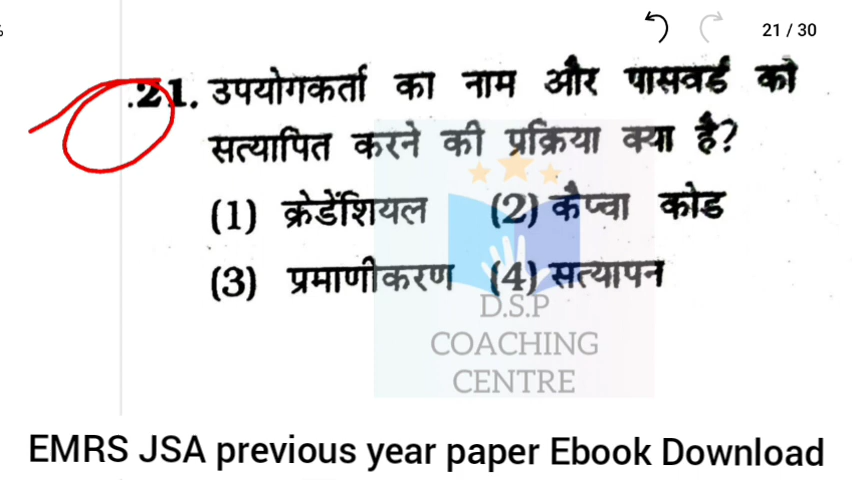 21 / 30
.21. उपयोगकर्ता का नाम और पासवर्ड को
सत्यापित करने की प्रक्रिया क्या है?
(1) क्रेडेंशियल (2) कैप्चा कोड
(3) प्रमाणीकरण (4) सत्यापन
D.S.P
COACHING
CENTRE
EMRS JSA previous year paper Ebook Download